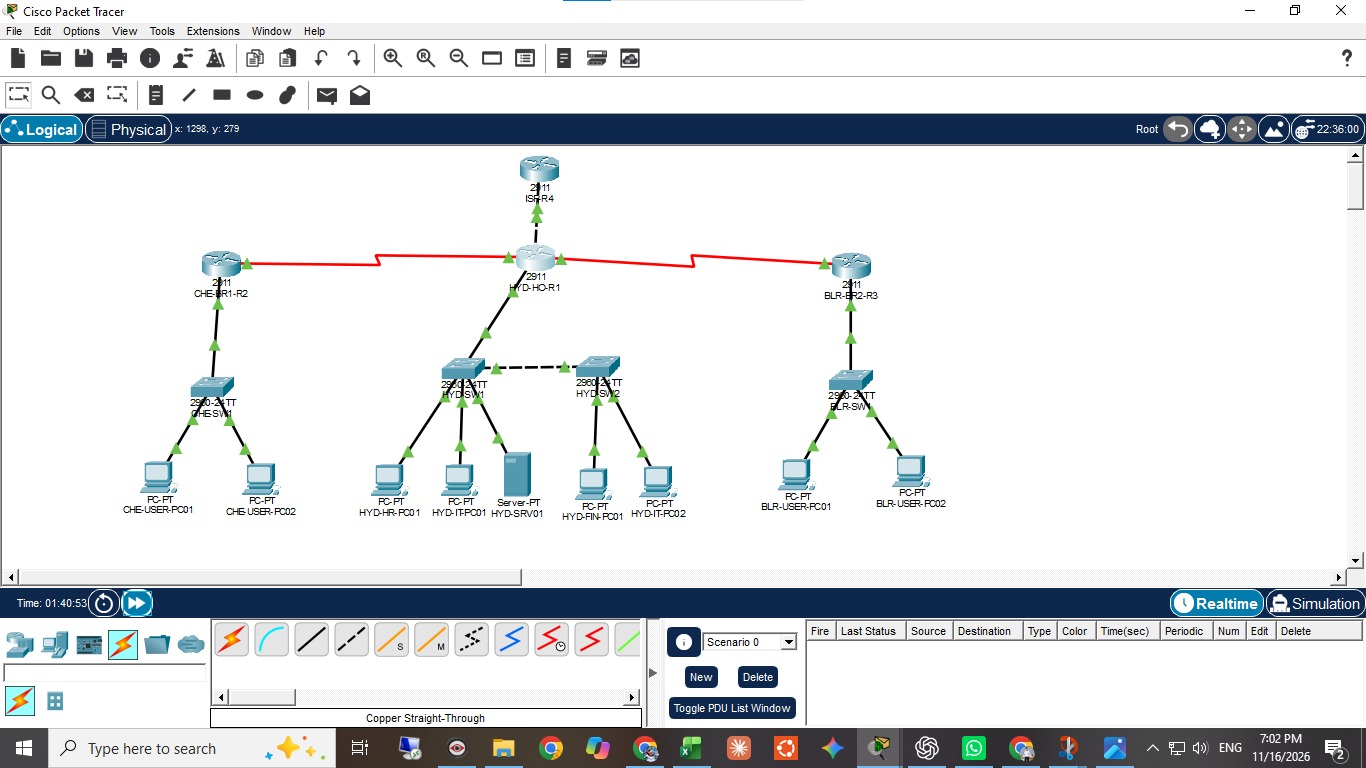 Cisco Packet Tracer
File Edit Options View Tools Extensions Window Help
Logical Physical x: 1298, y: 279 Root 22:36:00
2911
ISP-R4
2911
CHE-BR1-R2
2911
HYD-HO-R1
2911
BLR-BR2-R3
2960-24TT
CHE-SW1
2960-24TT
HYD-SW1
2960-24TT
HYD-SW2
2960-24TT
BLR-SW1
PC-PT
CHE-USER-PC01
PC-PT
CHE-USER-PC02
PC-PT
HYD-HR-PC01
PC-PT
HYD-IT-PC01
Server-PT
HYD-SRV01
PC-PT
HYD-FIN-PC01
PC-PT
HYD-IT-PC02
PC-PT
BLR-USER-PC01
PC-PT
BLR-USER-PC02
Time: 01:40:53 Realtime Simulation
S M
Scenario 0
New Delete
Toggle PDU List Window
Fire Last Status Source Destination Type Color Time(sec) Periodic Num Edit Delete
Copper Straight-Through
Type here to search
ENG
7:02 PM
11/16/2026
2